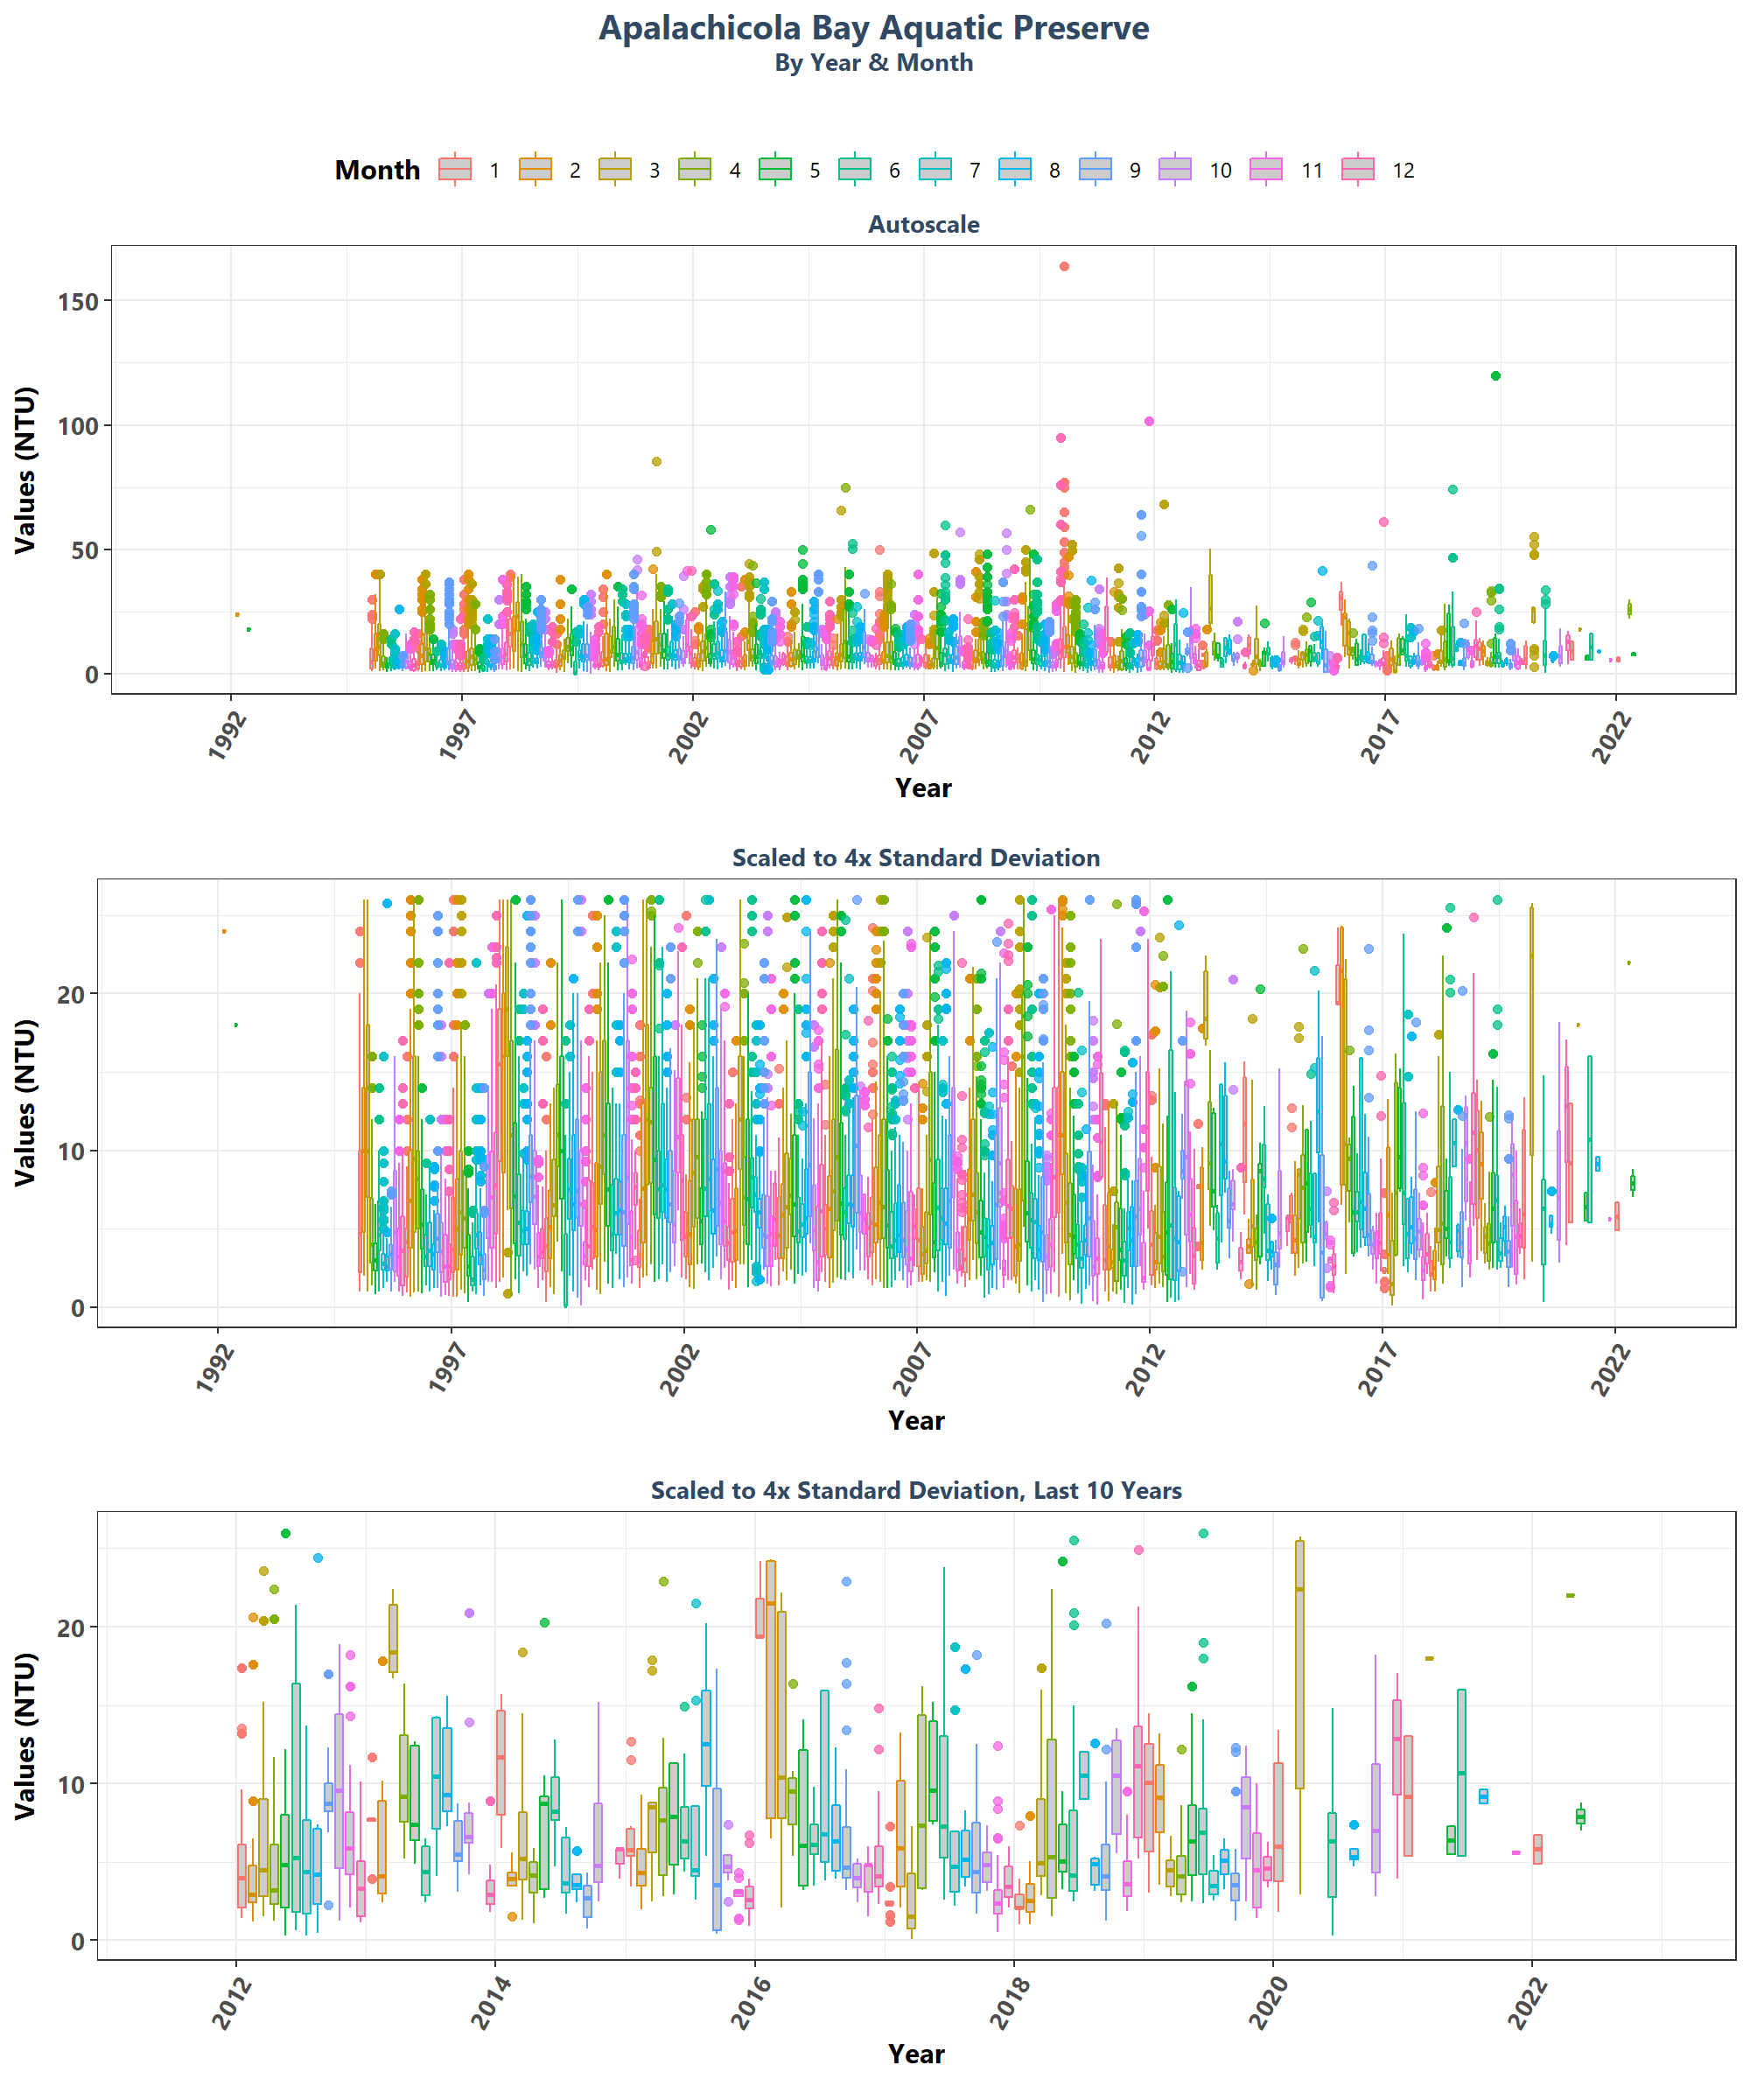 Apalachicola Bay Aquatic Preserve
By Year & Month
Month 1 2 3 4 5 6 7 8 9 10 11 12
Autoscale
150
100
50
0
Values (NTU)
1992 1997 2002 2007 2012 2017 2022
Year
Scaled to 4x Standard Deviation
20
10
0
Values (NTU)
1992 1997 2002 2007 2012 2017 2022
Year
Scaled to 4x Standard Deviation, Last 10 Years
20
10
0
Values (NTU)
2012 2014 2016 2018 2020 2022
Year